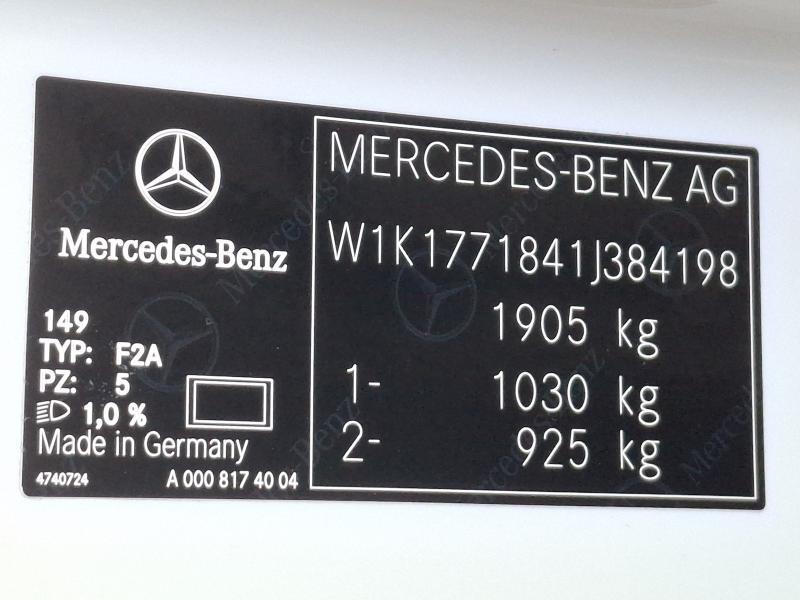 Mercedes-Benz
149
TYP: F2A
PZ: 5
1,0 %
Made in Germany
4740724 A 000 817 40 04
MERCEDES-BENZ AG
W1K1771841J384198
1905 kg
1- 1030 kg
2- 925 kg